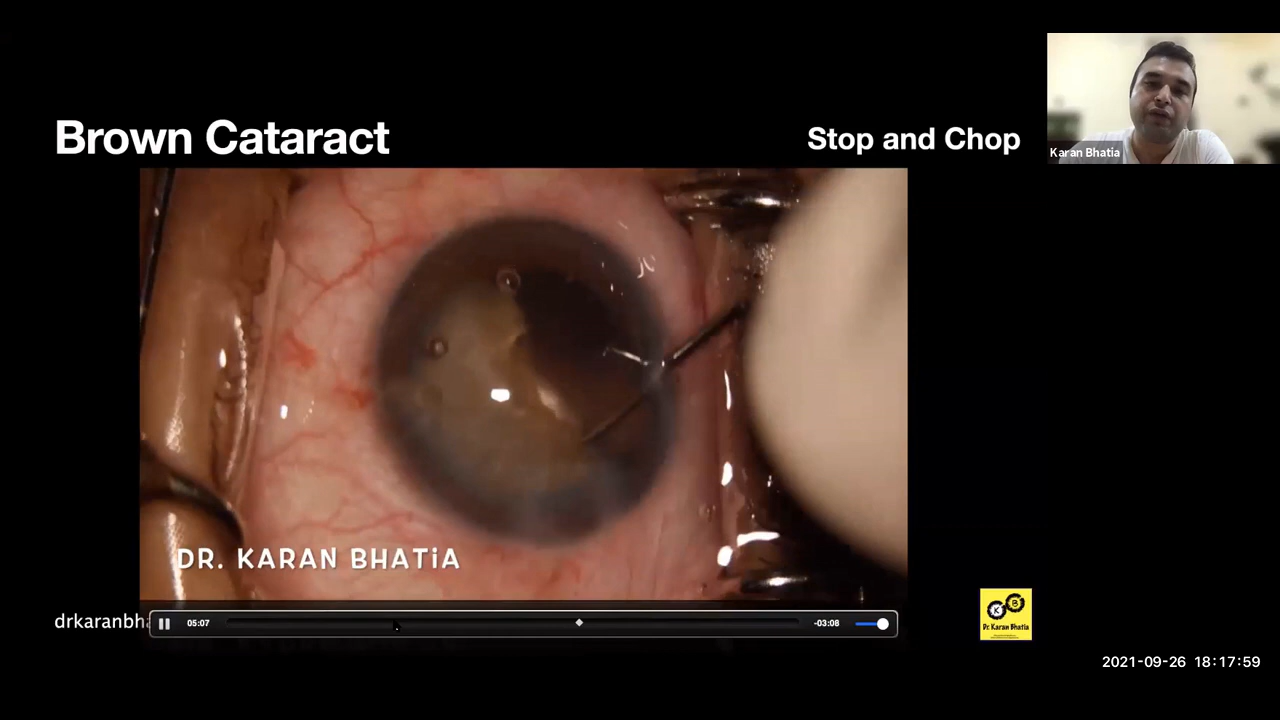 Brown Cataract
Stop and Chop
Karan Bhatia
DR. KARAN BHATiA
drkaranbha
05:07
-03:08
K
B
Dr. Karan Bhatia
2021-09-26 18:17:59